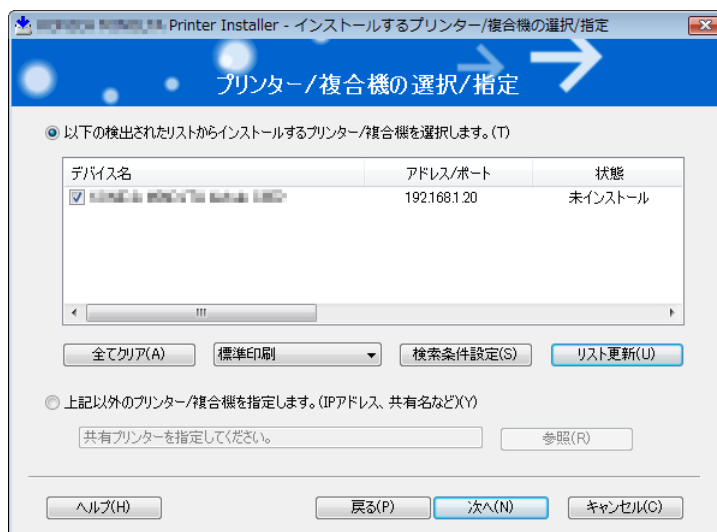 Printer Installer - インストールするプリンター/複合機の選択/指定
プリンター/複合機の選択/指定
以下の検出されたリストからインストールするプリンター/複合機を選択します。(T)
デバイス名 アドレス/ポート 状態
192.168.1.20 未インストール
全てクリア(A) 標準印刷 検索条件設定(S) リスト更新(U)
上記以外のプリンター/複合機を指定します。(IPアドレス、共有名など)(Y)
共有プリンターを指定してください。 参照(R)
ヘルプ(H) 戻る(P) 次へ(N) キャンセル(C)